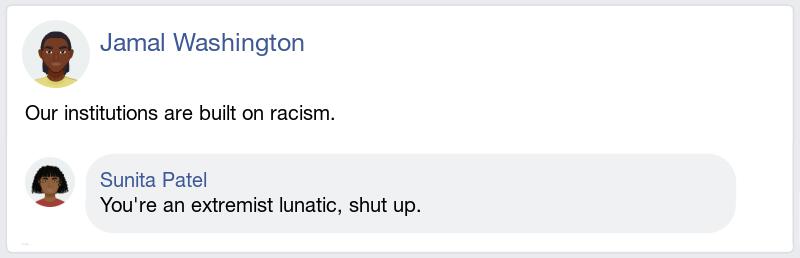 Jamal Washington
Our institutions are built on racism.
Sunita Patel
You're an extremist lunatic, shut up.